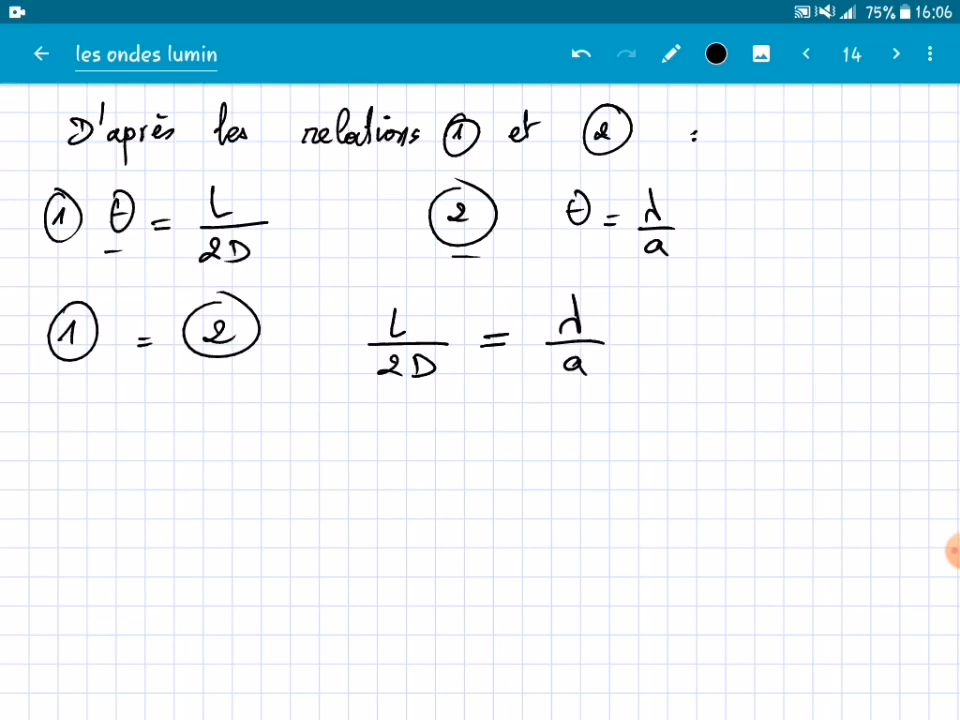 75% 16:06
les ondes lumin 14
D'après les relations ① et ② :
① θ = L/2D ② θ = λ/a
① = ② L/2D = λ/a